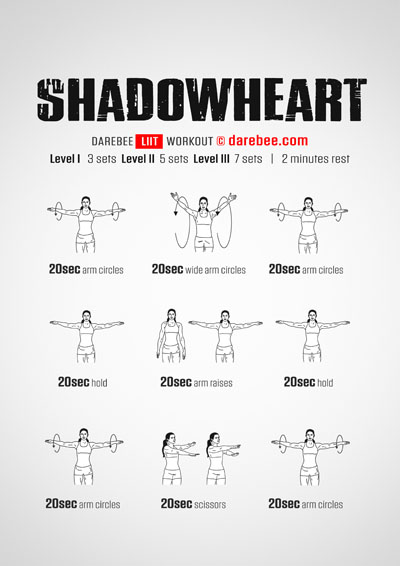 SHADOWHEART
DAREBEE LIIT WORKOUT © darebee.com
Level I 3 sets Level II 5 sets Level III 7 sets | 2 minutes rest
20sec arm circles 20sec wide arm circles 20sec arm circles
20sec hold 20sec arm raises 20sec hold
20sec arm circles 20sec scissors 20sec arm circles